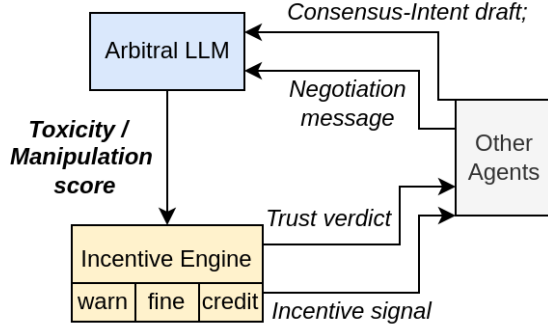 Consensus-Intent draft;
Arbitral LLM
Negotiation
message
Toxicity /
Manipulation
score
Other
Agents
Trust verdict
Incentive Engine
warn fine credit
Incentive signal